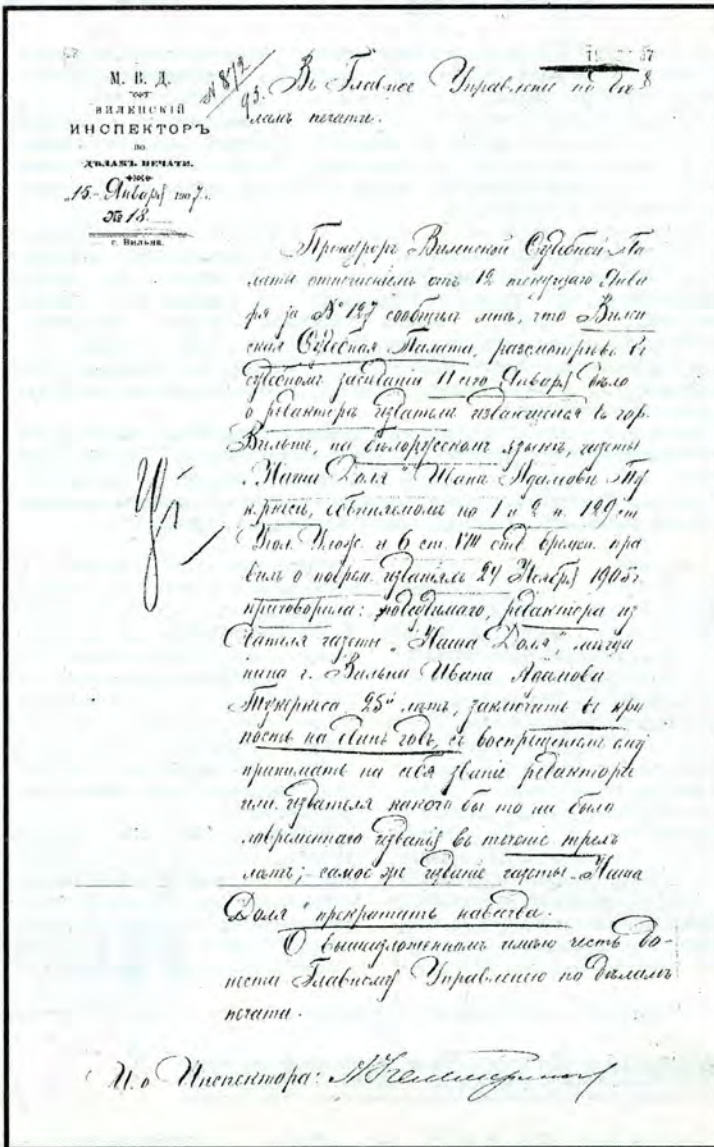 М. В. Д.
ВИЛЕНСКІЙ
ИНСПЕКТОРЪ
ПО
ДѢЛАМЪ ПЕЧАТИ.
„15“ Января 1907 г.
№ 18
г. Вильна.
№ 812
93.
Въ Главное Управленіе по дѣ-
ламъ печати.
Прокуроръ Виленской Судебной Па-
латы отношеніемъ отъ 12 текущаго Янва-
ря за № 127 сообщилъ мнѣ, что Вилен-
ская Судебная Палата, разсмотрѣвъ въ
судебномъ засѣданіи 11 сего Января дѣло
о редакторѣ издателѣ издающейся въ гор.
Вильнѣ, на бѣлорусскомъ языкѣ, газеты
„Наша Доля“ Иванѣ Адамовѣ Ту-
керкесѣ, обвиняемомъ по 1 и 2 п. 129 ст.
Угол. Улож. и 6 ст. VIII отд. времен. пра-
вилъ о поврем. изданіяхъ 24 Ноября 1905 г.
приговорила: подсудимаго, редактора из-
дателя газеты „Наша Доля“, мѣща-
нина г. Вильны Ивана Адамова
Тукеркеса, 25 лѣтъ, заключить въ крѣ-
пость на одинъ годъ, съ воспрещеніемъ ему
принимать на себя званіе редактора
или издателя какого бы то ни было
повременнаго изданія въ теченіе трехъ
лѣтъ; самое же изданіе газеты „Наша
Доля“ прекратить навсегда.
О вышеизложенномъ имѣю честь до-
нести Главному Управленію по дѣламъ
печати.
И. о Инспектора: